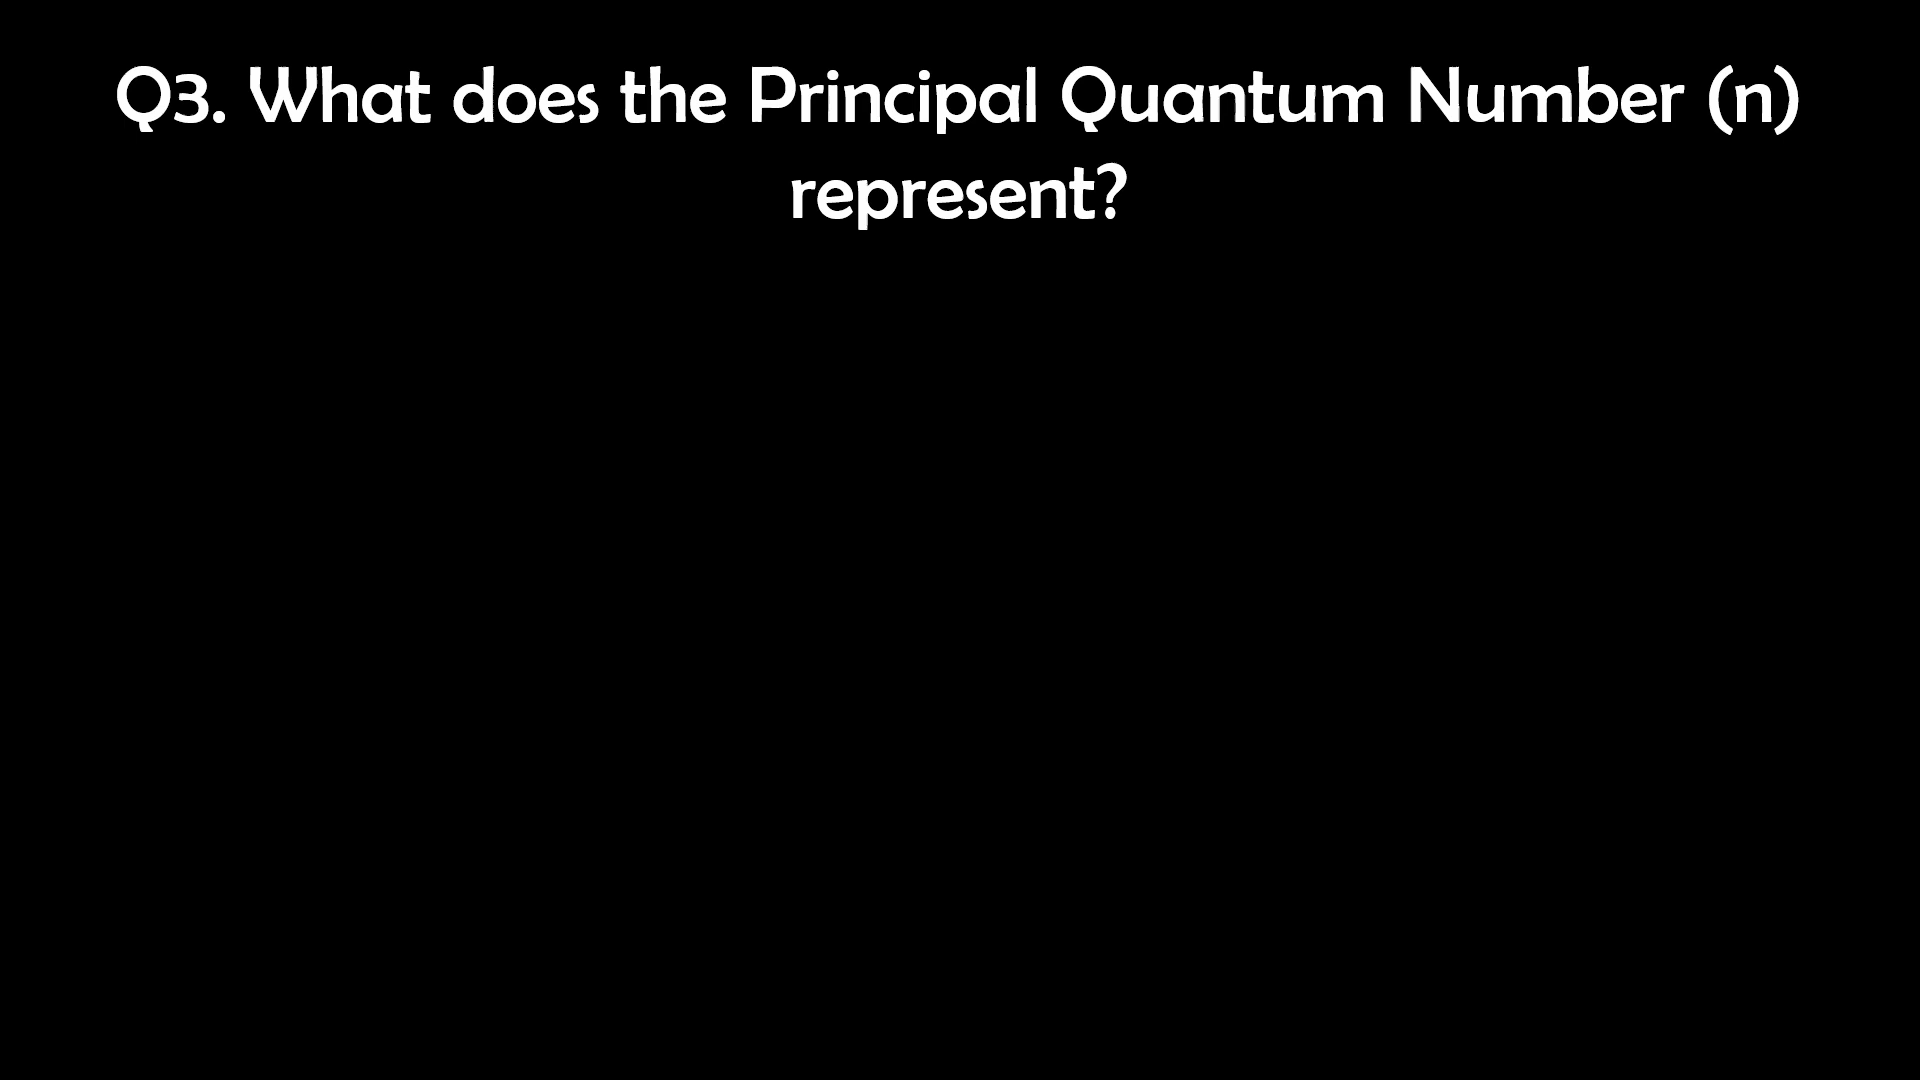 Q3. What does the Principal Quantum Number (n)
represent?